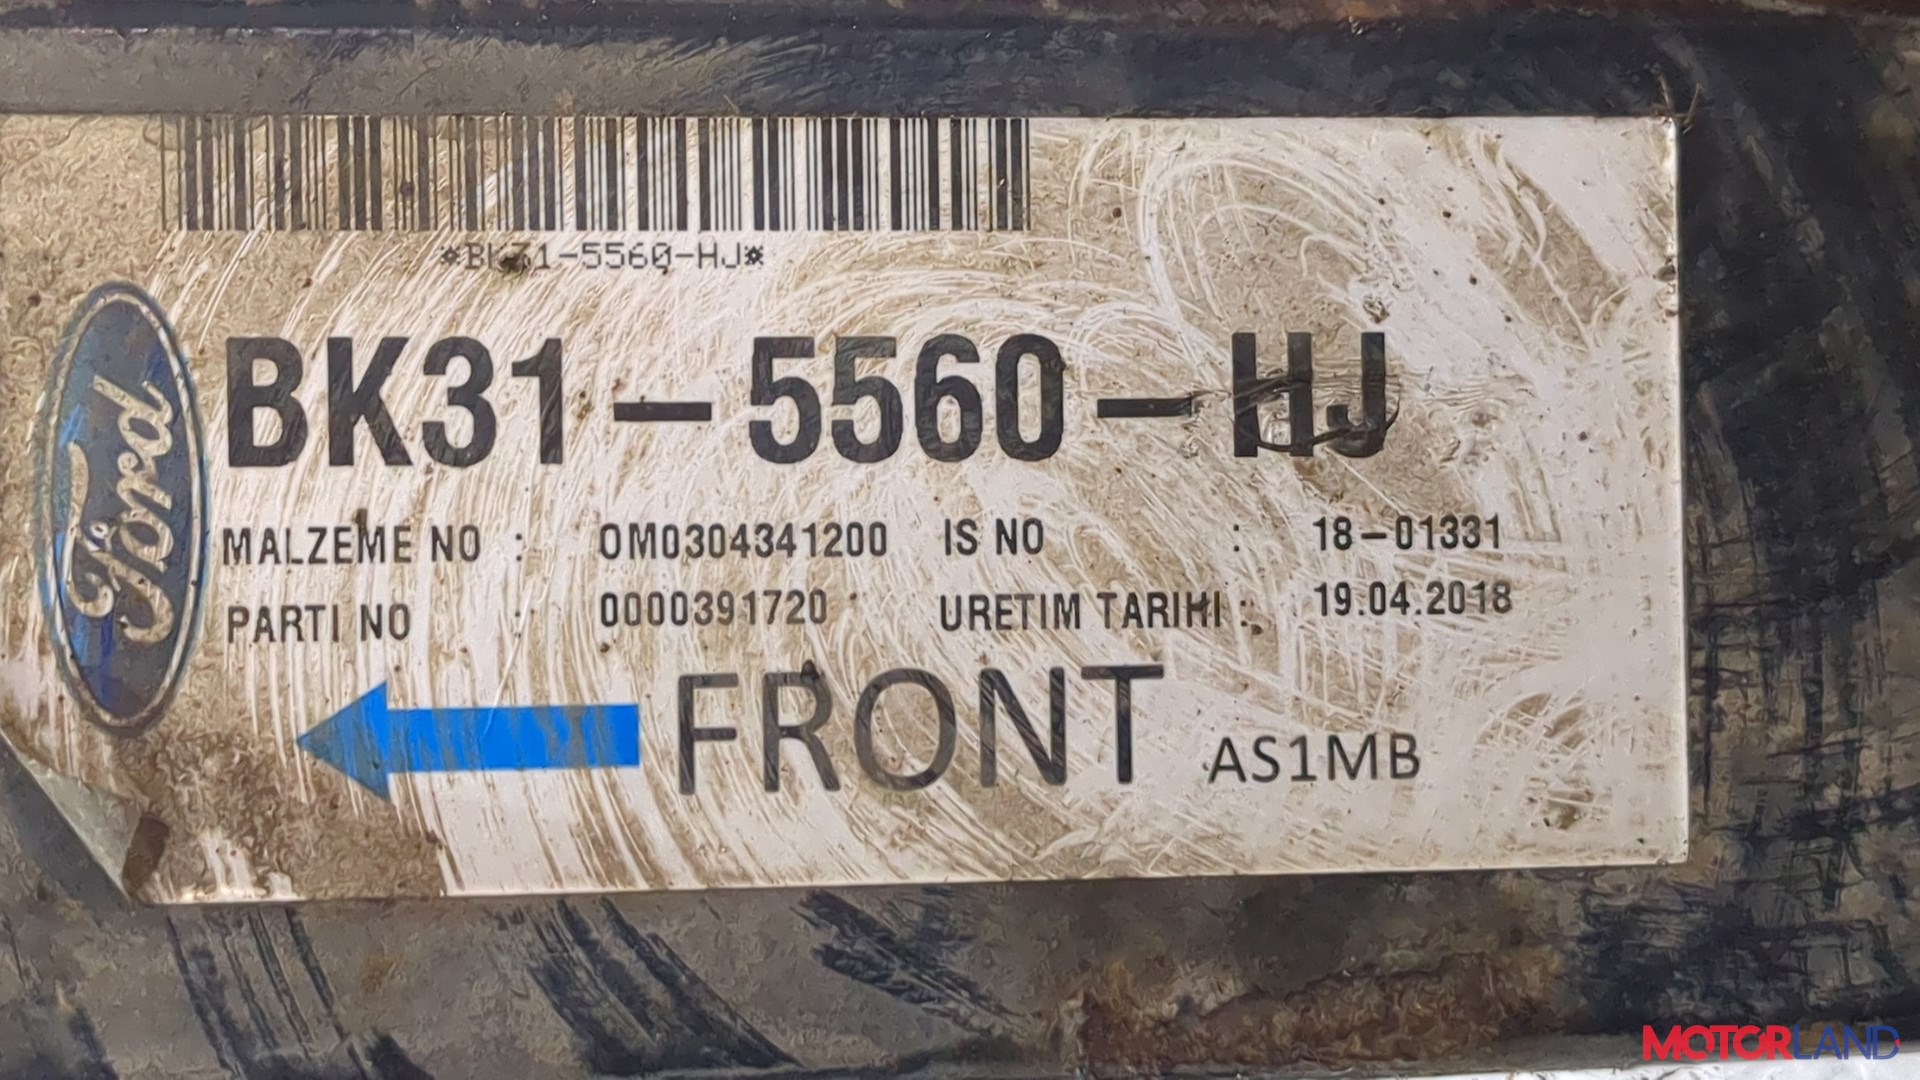 *BK31-5560-HJ*
Ford
BK31-5560-HJ
MALZEME NO : 0M0304341200 IS NO : 18-01331
PARTI NO : 0000391720 URETIM TARIHI : 19.04.2018
FRONT AS1MB
MOTORLAND